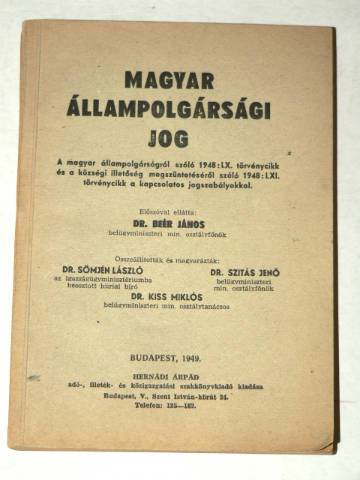 MAGYAR
ÁLLAMPOLGÁRSÁGI
JOG
A magyar állampolgárságról szóló 1948:LX. törvénycikk
és a községi illetőség megszüntetéséről szóló 1948:LXI.
törvénycikk a kapcsolatos jogszabályokkal.
Előszóval ellátta:
DR. BEÉR JÁNOS
belügyminiszteri min. osztályfőnök
Összeállították és magyarázták:
DR. SÖMJÉN LÁSZLÓ
az igazságügyminisztériumba
beosztott kúriai bíró
DR. SZITÁS JENŐ
belügyminiszteri
min. osztályfőnök
DR. KISS MIKLÓS
belügyminiszteri min. osztálytanácsos
BUDAPEST, 1949.
HERNÁDI ÁRPÁD
adó-, illeték- és közigazgatási szakkönyvkiadó kiadása
Budapest, V., Szent István-körút 24.
Telefon: 125—162.